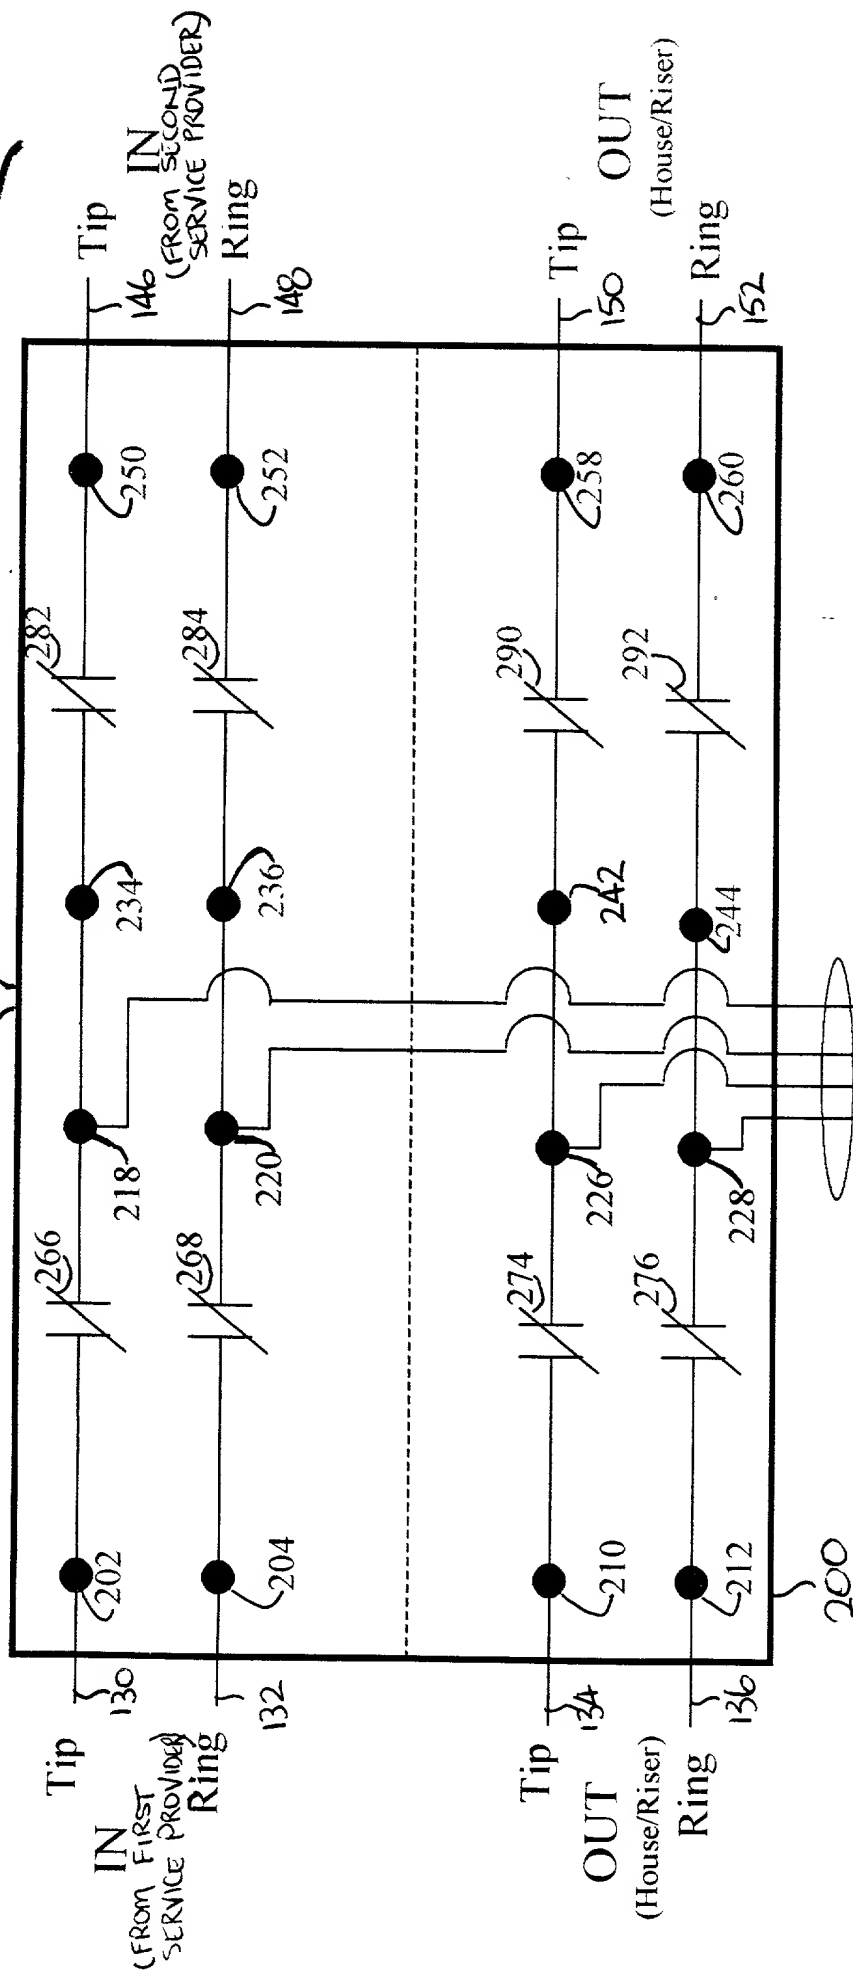 Tip
130
IN
(FROM FIRST
SERVICE PROVIDER)
Ring
132
202
204
266
268
218
220
234
236
282
284
250
252
Tip
146
IN
(FROM SECOND
SERVICE PROVIDER)
Ring
148
Tip
134
OUT
(House/Riser)
Ring
136
210
212
274
276
226
228
242
244
290
292
258
260
Tip
150
OUT
(House/Riser)
Ring
152
200